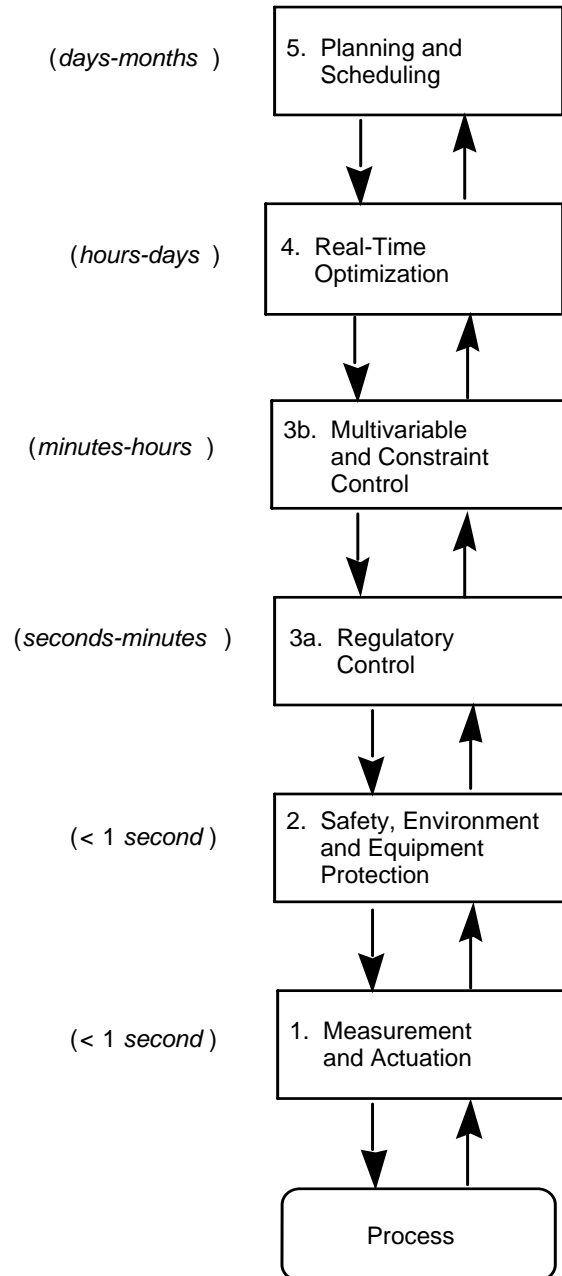 (days-months )
5. Planning and
Scheduling
(hours-days )
4. Real-Time
Optimization
(minutes-hours )
3b. Multivariable
and Constraint
Control
(seconds-minutes )
3a. Regulatory
Control
(< 1 second )
2. Safety, Environment
and Equipment
Protection
(< 1 second )
1. Measurement
and Actuation
Process